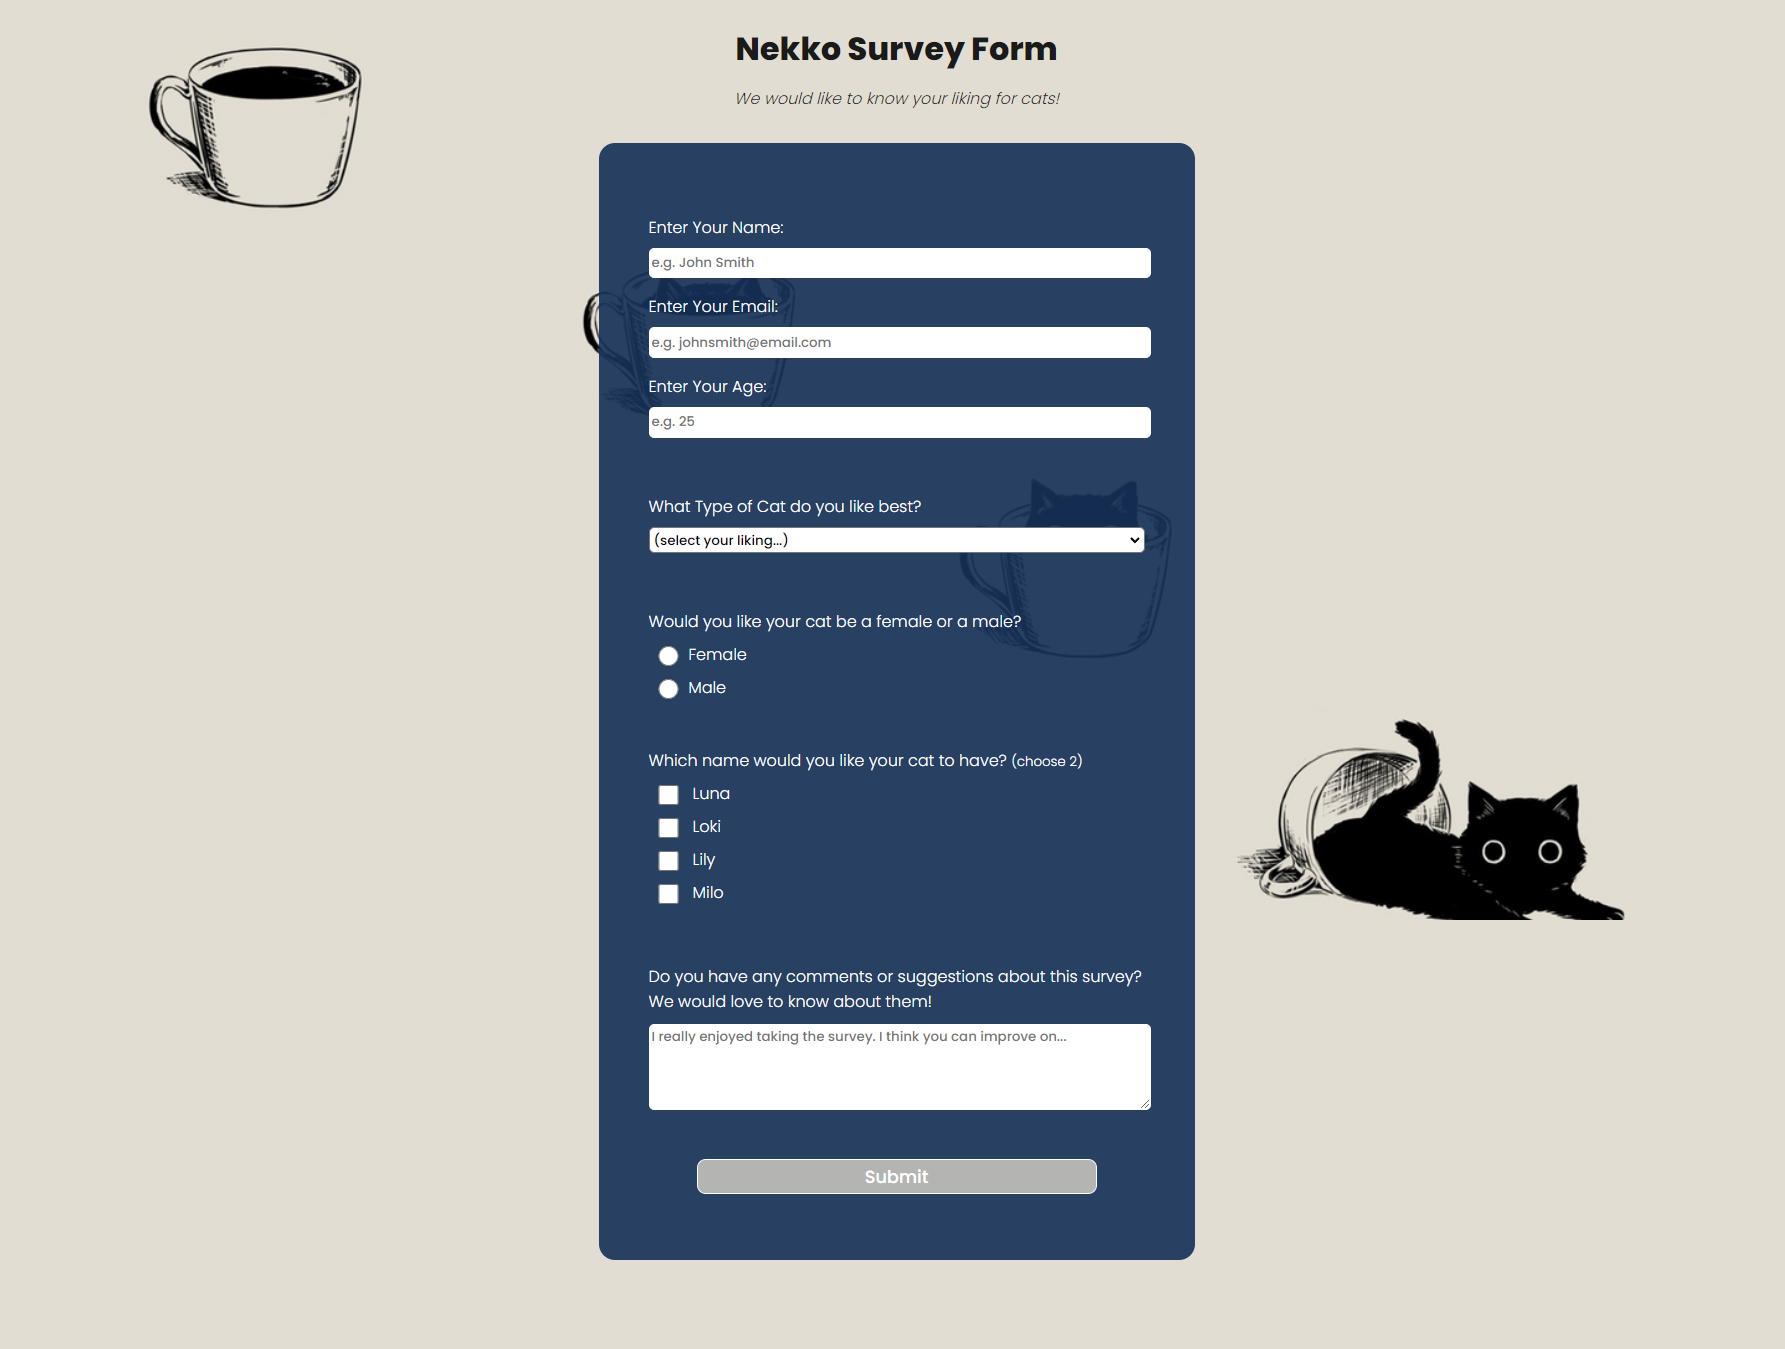 Nekko Survey Form
We would like to know your liking for cats!
Enter Your Name:
e.g. John Smith
Enter Your Email:
e.g. johnsmith@email.com
Enter Your Age:
e.g. 25
What Type of Cat do you like best?
(select your liking...)
Would you like your cat be a female or a male?
Female
Male
Which name would you like your cat to have? (choose 2)
Luna
Loki
Lily
Milo
Do you have any comments or suggestions about this survey?
We would love to know about them!
I really enjoyed taking the survey. I think you can improve on...
Submit